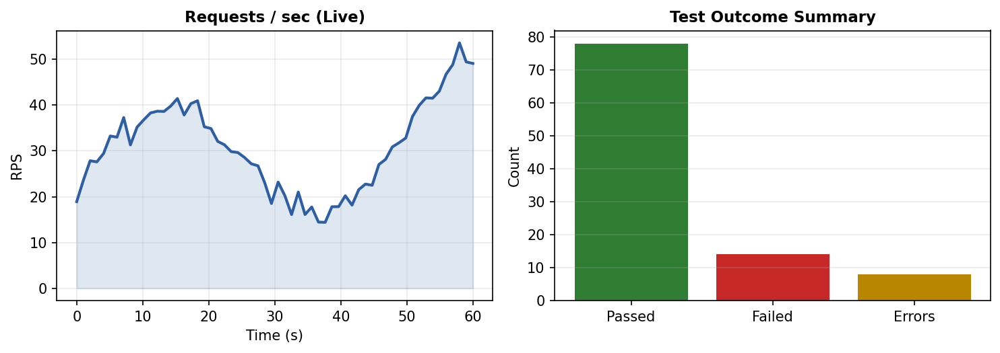 Requests / sec (Live)
RPS
50
40
30
20
10
0
0 10 20 30 40 50 60
Time (s)
Test Outcome Summary
Count
80
70
60
50
40
30
20
10
0
Passed Failed Errors